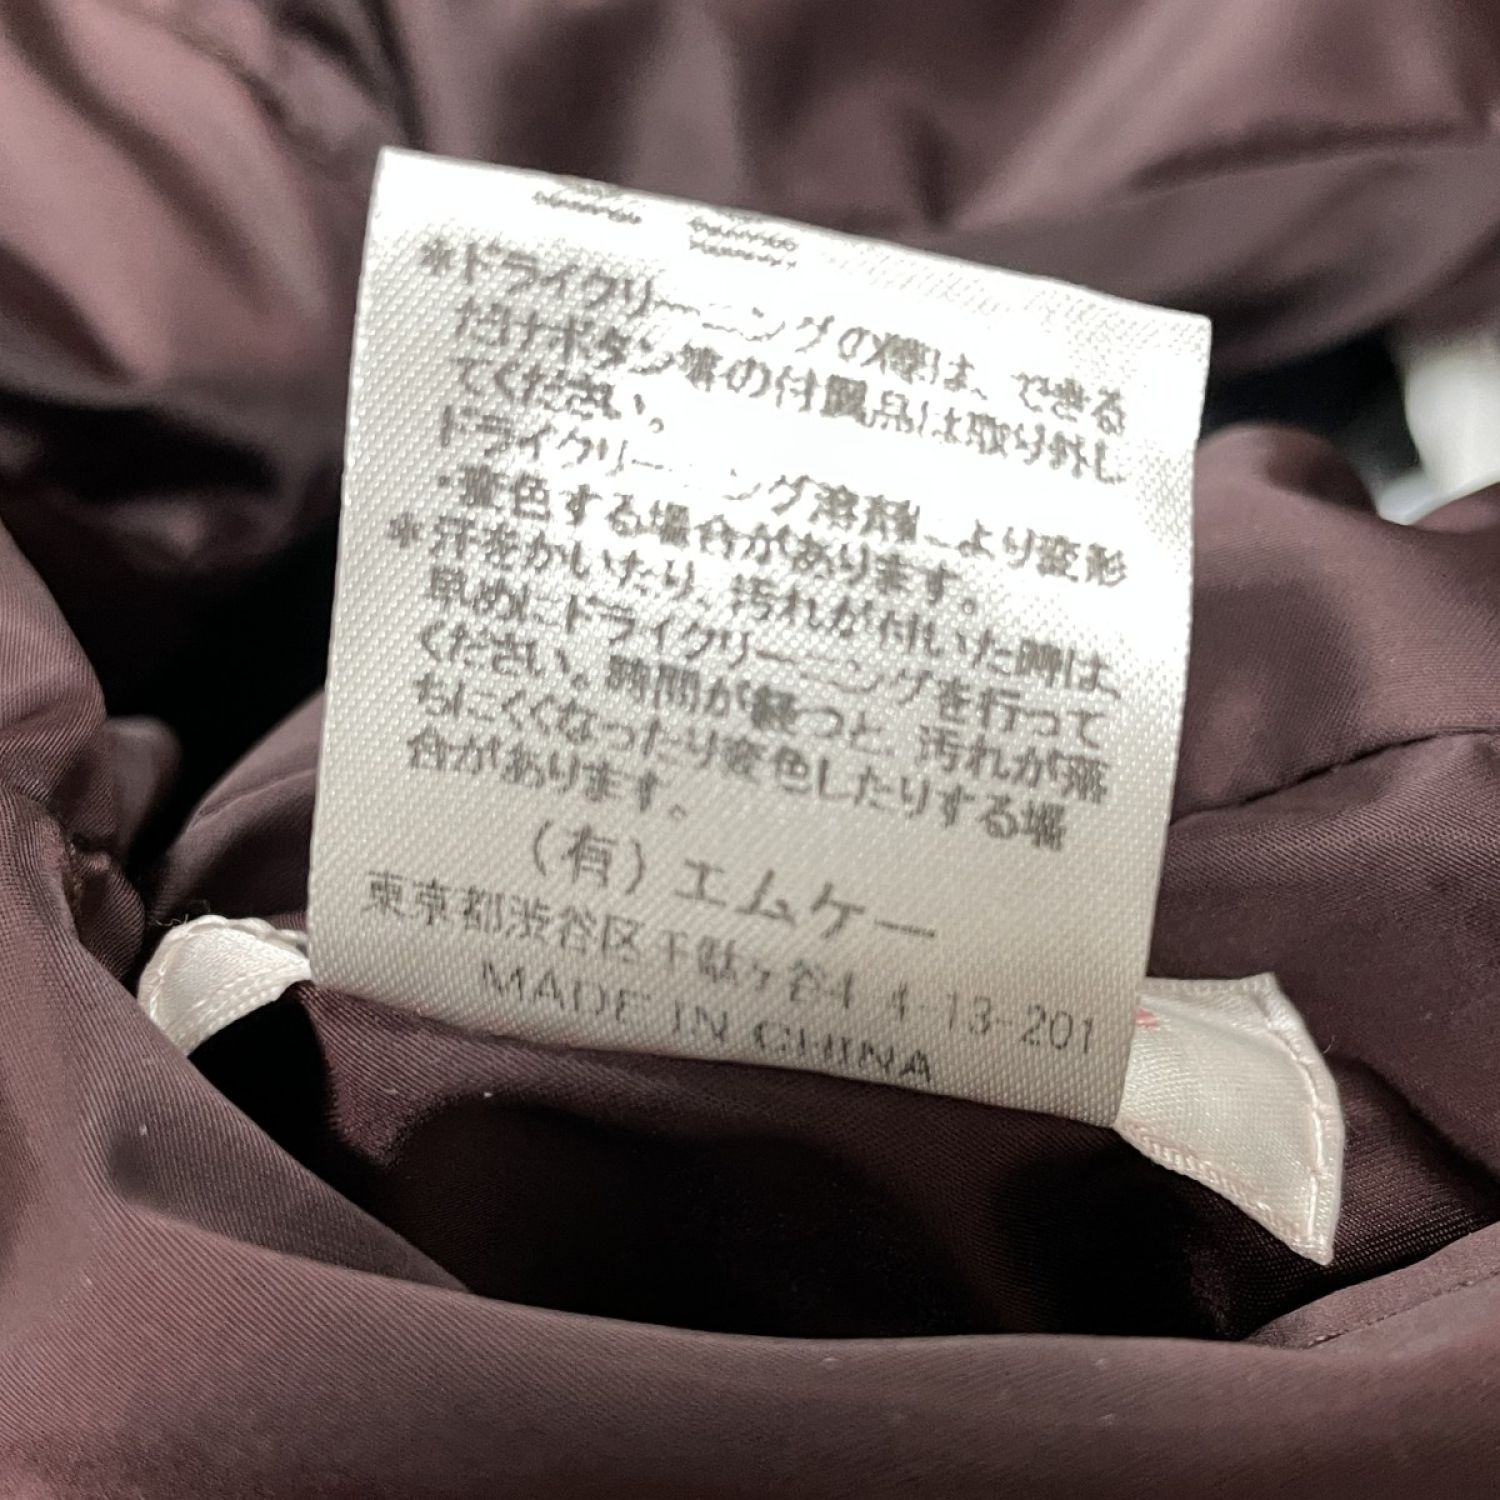 *ドライクリーニングの際は、できる
だけボタン等の付属品は取り外し
てください。
ドライクリーニング溶剤により変形
・変色する場合があります。
*汗をかいたり、汚れが付いた時は、
早めにドライクリーニングを行って
ください。時間が経つと、汚れが落
ちにくくなったり変色したりする場
合があります。
(有)エムケー
東京都渋谷区千駄ヶ谷4-4-13-201
MADE IN CHINA